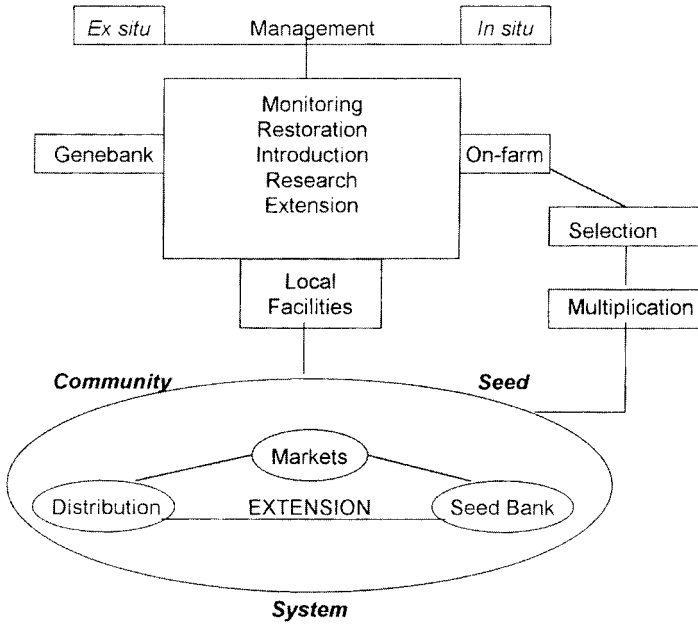 Ex situ Management In situ
Monitoring
Restoration
Genebank Introduction On-farm
Research
Extension
Selection
Local
Facilities
Multiplication
Community Seed
Markets
Distribution EXTENSION Seed Bank
System